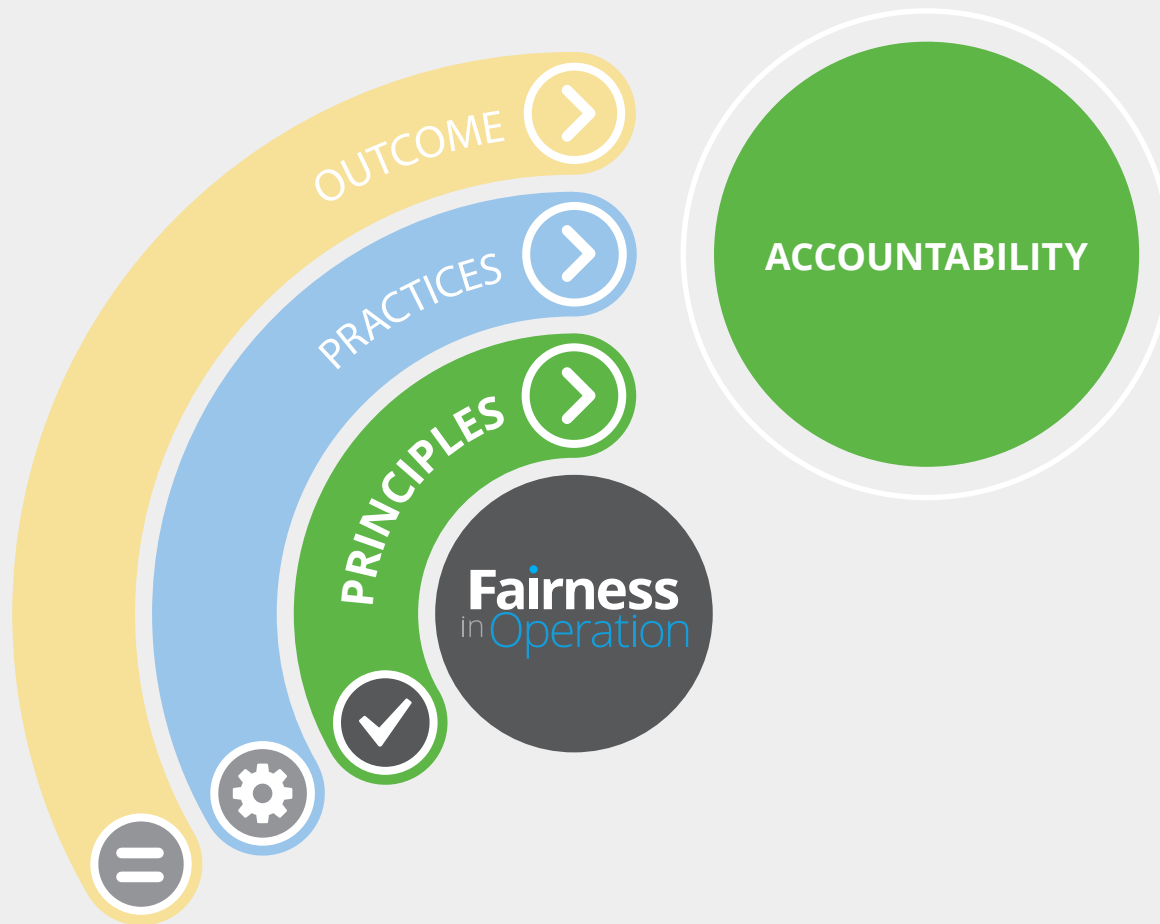 OUTCOME
PRACTICES
PRINCIPLES
ACCOUNTABILITY
Fairness
in Operation